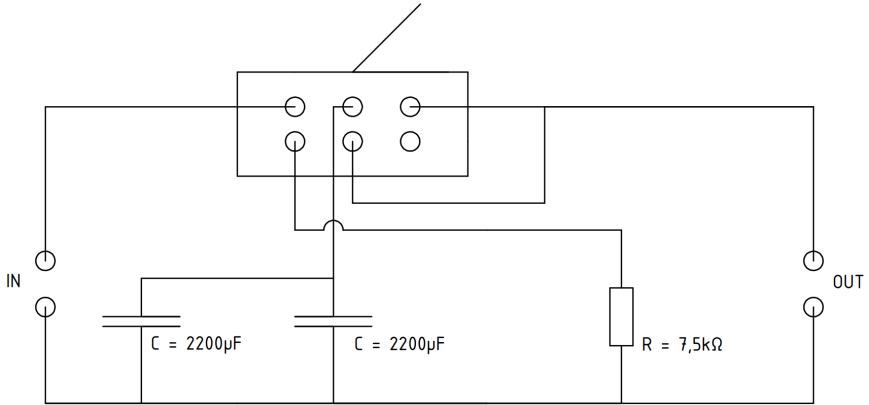 IN
OUT
C = 2200µF
C = 2200µF
R = 7,5kΩ